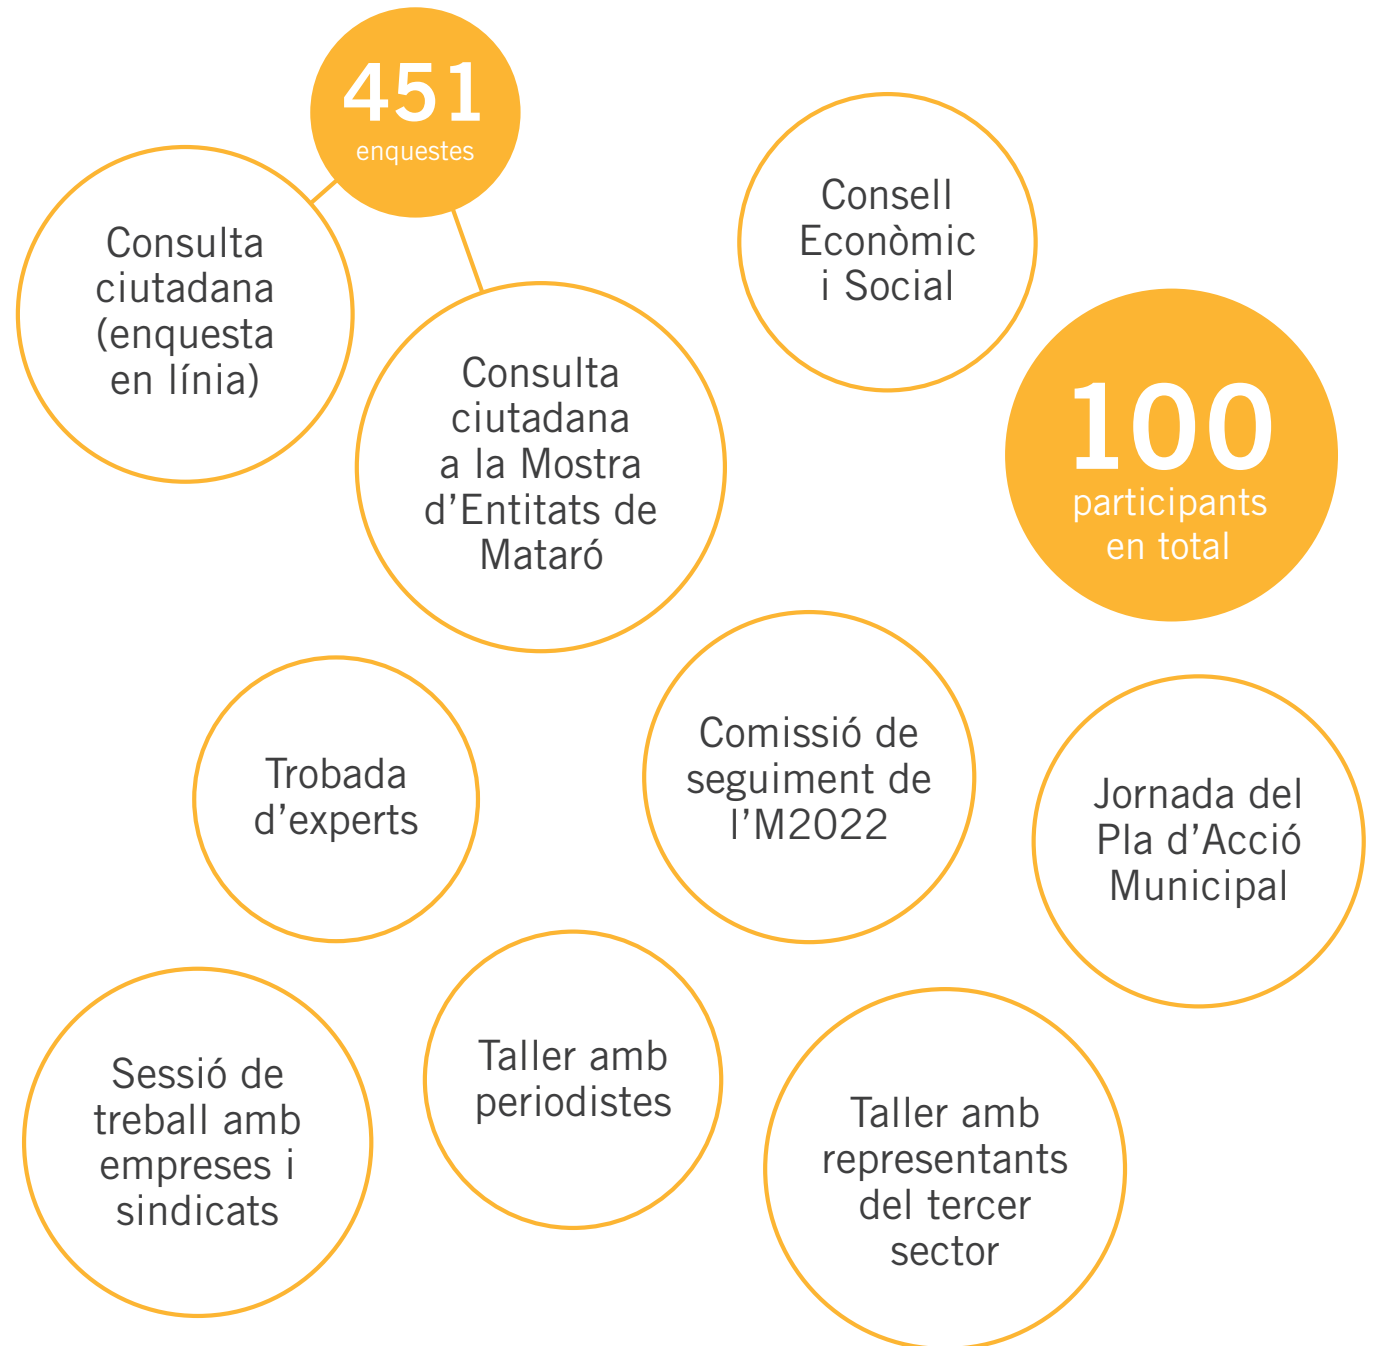 451
enquestes
Consulta
ciutadana
(enquesta
en línia)
Consulta
ciutadana
a la Mostra
d’Entitats de
Mataró
Consell
Econòmic
i Social
100
participants
en total
Trobada
d’experts
Comissió de
seguiment de
l’M2022
Jornada del
Pla d’Acció
Municipal
Sessió de
treball amb
empreses i
sindicats
Taller amb
periodistes
Taller amb
representants
del tercer
sector